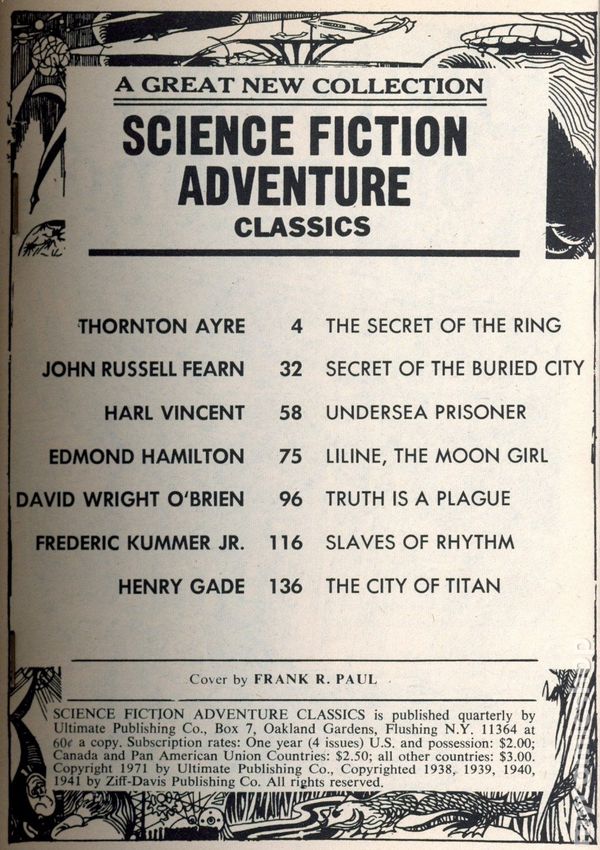 A GREAT NEW COLLECTION
SCIENCE FICTION
ADVENTURE
CLASSICS
THORNTON AYRE 4 THE SECRET OF THE RING
JOHN RUSSELL FEARN 32 SECRET OF THE BURIED CITY
HARL VINCENT 58 UNDERSEA PRISONER
EDMOND HAMILTON 75 LILINE, THE MOON GIRL
DAVID WRIGHT O'BRIEN 96 TRUTH IS A PLAGUE
FREDERIC KUMMER JR. 116 SLAVES OF RHYTHM
HENRY GADE 136 THE CITY OF TITAN
Cover by FRANK R. PAUL
SCIENCE FICTION ADVENTURE CLASSICS is published quarterly by
Ultimate Publishing Co., Box 7, Oakland Gardens, Flushing N.Y. 11364 at
60¢ a copy. Subscription rates: One year (4 issues) U.S. and possession: $2.00;
Canada and Pan American Union Countries: $2.50; all other countries: $3.00.
Copyright 1971 by Ultimate Publishing Co., Copyrighted 1938, 1939, 1940,
1941 by Ziff-Davis Publishing Co. All rights reserved.